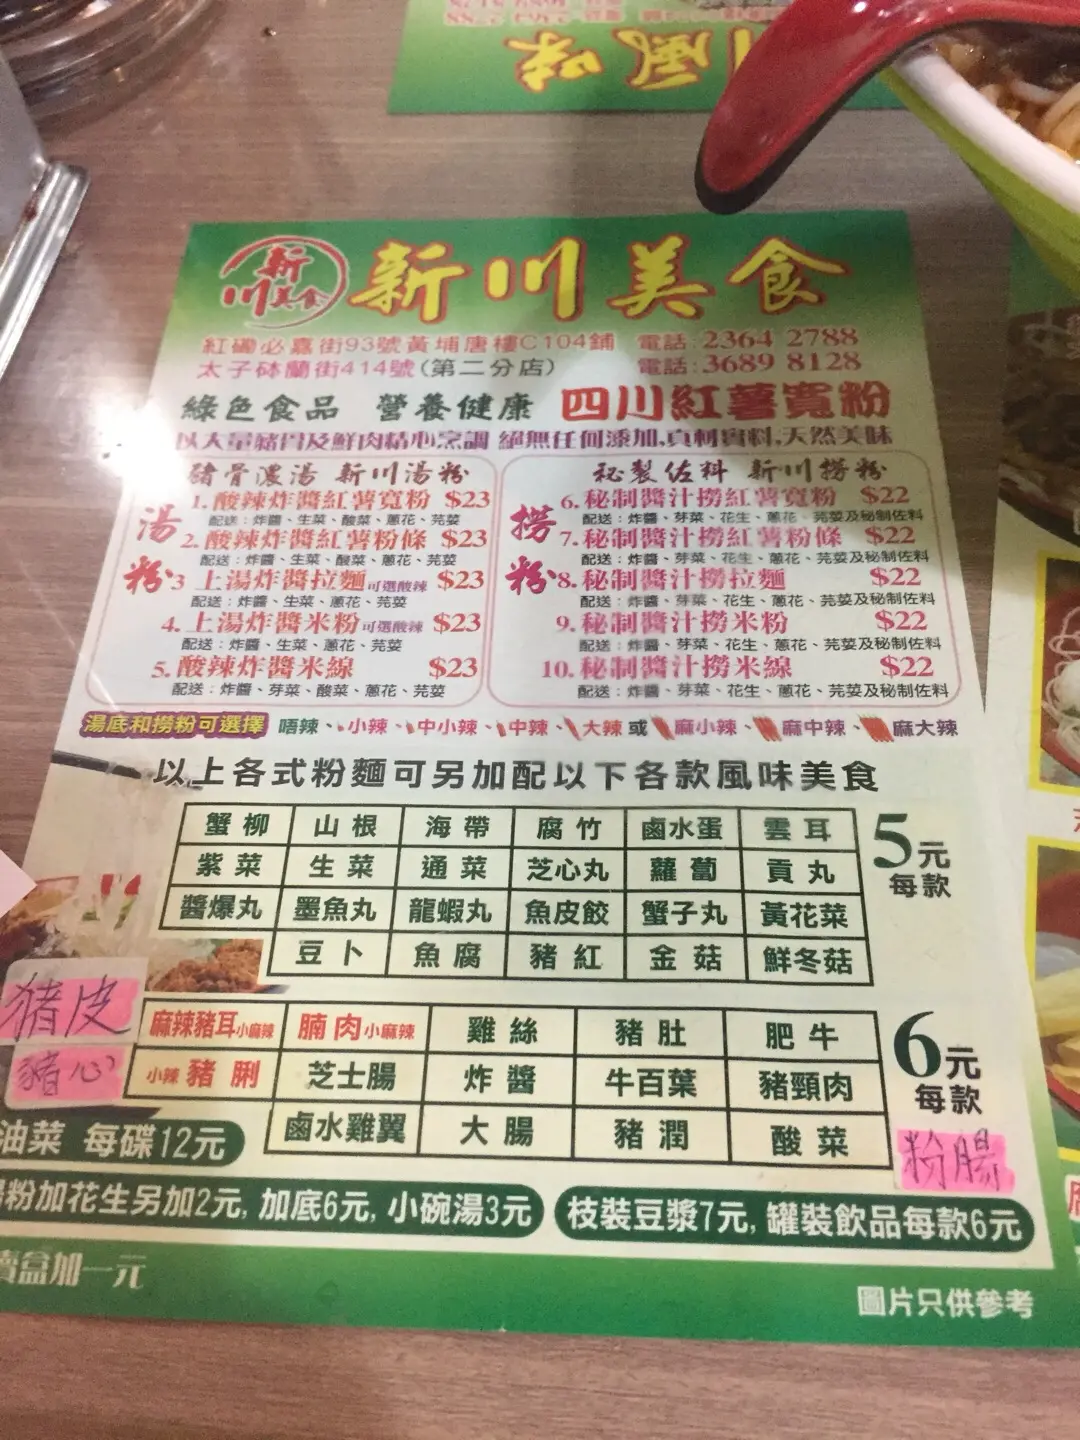 風味
新川美食
新川美食
紅磡必嘉街93號黃埔唐樓C104鋪 電話:2364 2788
太子砵蘭街414號(第二分店) 電話:3689 8128
綠色食品 營養健康 四川紅薯寬粉
以大量豬骨及鮮肉精心烹調 絕無任何添加,真材實料,天然美味
豬骨濃湯 新川湯粉
湯粉
1. 酸辣炸醬紅薯寬粉 $23
配送：炸醬、生菜、酸菜、蔥花、芫荽
2. 酸辣炸醬紅薯粉條 $23
配送：炸醬、生菜、酸菜、蔥花、芫荽
3 上湯炸醬拉麵可選酸辣 $23
配送：炸醬、生菜、蔥花、芫荽
4. 上湯炸醬米粉可選酸辣 $23
配送：炸醬、生菜、蔥花、芫荽
5. 酸辣炸醬米線 $23
配送：炸醬、芽菜、酸菜、蔥花、芫荽
秘製佐料 新川撈粉
撈粉
6. 秘制醬汁撈紅薯寬粉 $22
配送：炸醬、芽菜、花生、蔥花、芫荽及秘制佐料
7. 秘制醬汁撈紅薯粉條 $22
配送：炸醬、芽菜、花生、蔥花、芫荽及秘制佐料
8. 秘制醬汁撈拉麵 $22
配送：炸醬、芽菜、花生、蔥花、芫荽及秘制佐料
9. 秘制醬汁撈米粉 $22
配送：炸醬、芽菜、花生、蔥花、芫荽及秘制佐料
10. 秘制醬汁撈米線 $22
配送：炸醬、芽菜、花生、蔥花、芫荽及秘制佐料
湯底和撈粉可選擇 唔辣、小辣、中小辣、中辣、大辣或麻小辣、麻中辣、麻大辣
以上各式粉麵可另加配以下各款風味美食
蟹柳 山根 海帶 腐竹 鹵水蛋 雲耳
紫菜 生菜 通菜 芝心丸 蘿蔔 貢丸
醬爆丸 墨魚丸 龍蝦丸 魚皮餃 蟹子丸 黃花菜
豆卜 魚腐 豬紅 金菇 鮮冬菇
5元每款
豬皮
豬心
麻辣豬耳小麻辣 腩肉小麻辣 雞絲 豬肚 肥牛
小辣 豬脷 芝士腸 炸醬 牛百葉 豬頸肉
鹵水雞翼 大腸 豬潤 酸菜
6元每款
粉腸
油菜 每碟12元
粉加花生另加2元, 加底6元, 小碗湯3元
枝裝豆漿7元, 罐裝飲品每款6元
賣盒加一元
圖片只供參考